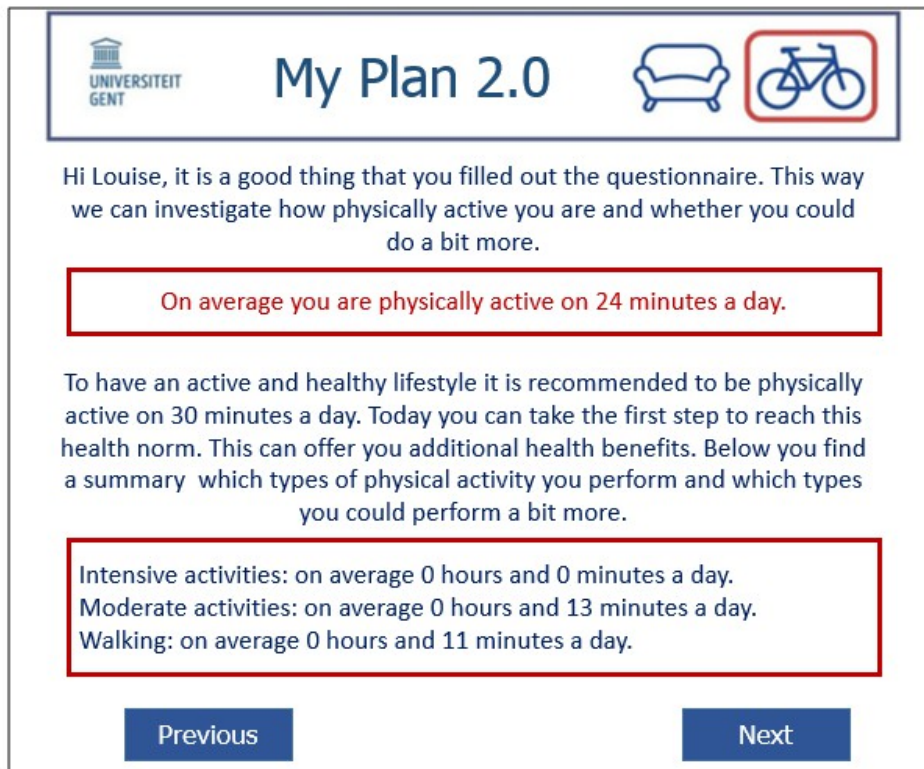 UNIVERSITEIT
GENT
My Plan 2.0
Hi Louise, it is a good thing that you filled out the questionnaire. This way
we can investigate how physically active you are and whether you could
do a bit more.
On average you are physically active on 24 minutes a day.
To have an active and healthy lifestyle it is recommended to be physically
active on 30 minutes a day. Today you can take the first step to reach this
health norm. This can offer you additional health benefits. Below you find
a summary which types of physical activity you perform and which types
you could perform a bit more.
Intensive activities: on average 0 hours and 0 minutes a day.
Moderate activities: on average 0 hours and 13 minutes a day.
Walking: on average 0 hours and 11 minutes a day.
Previous
Next